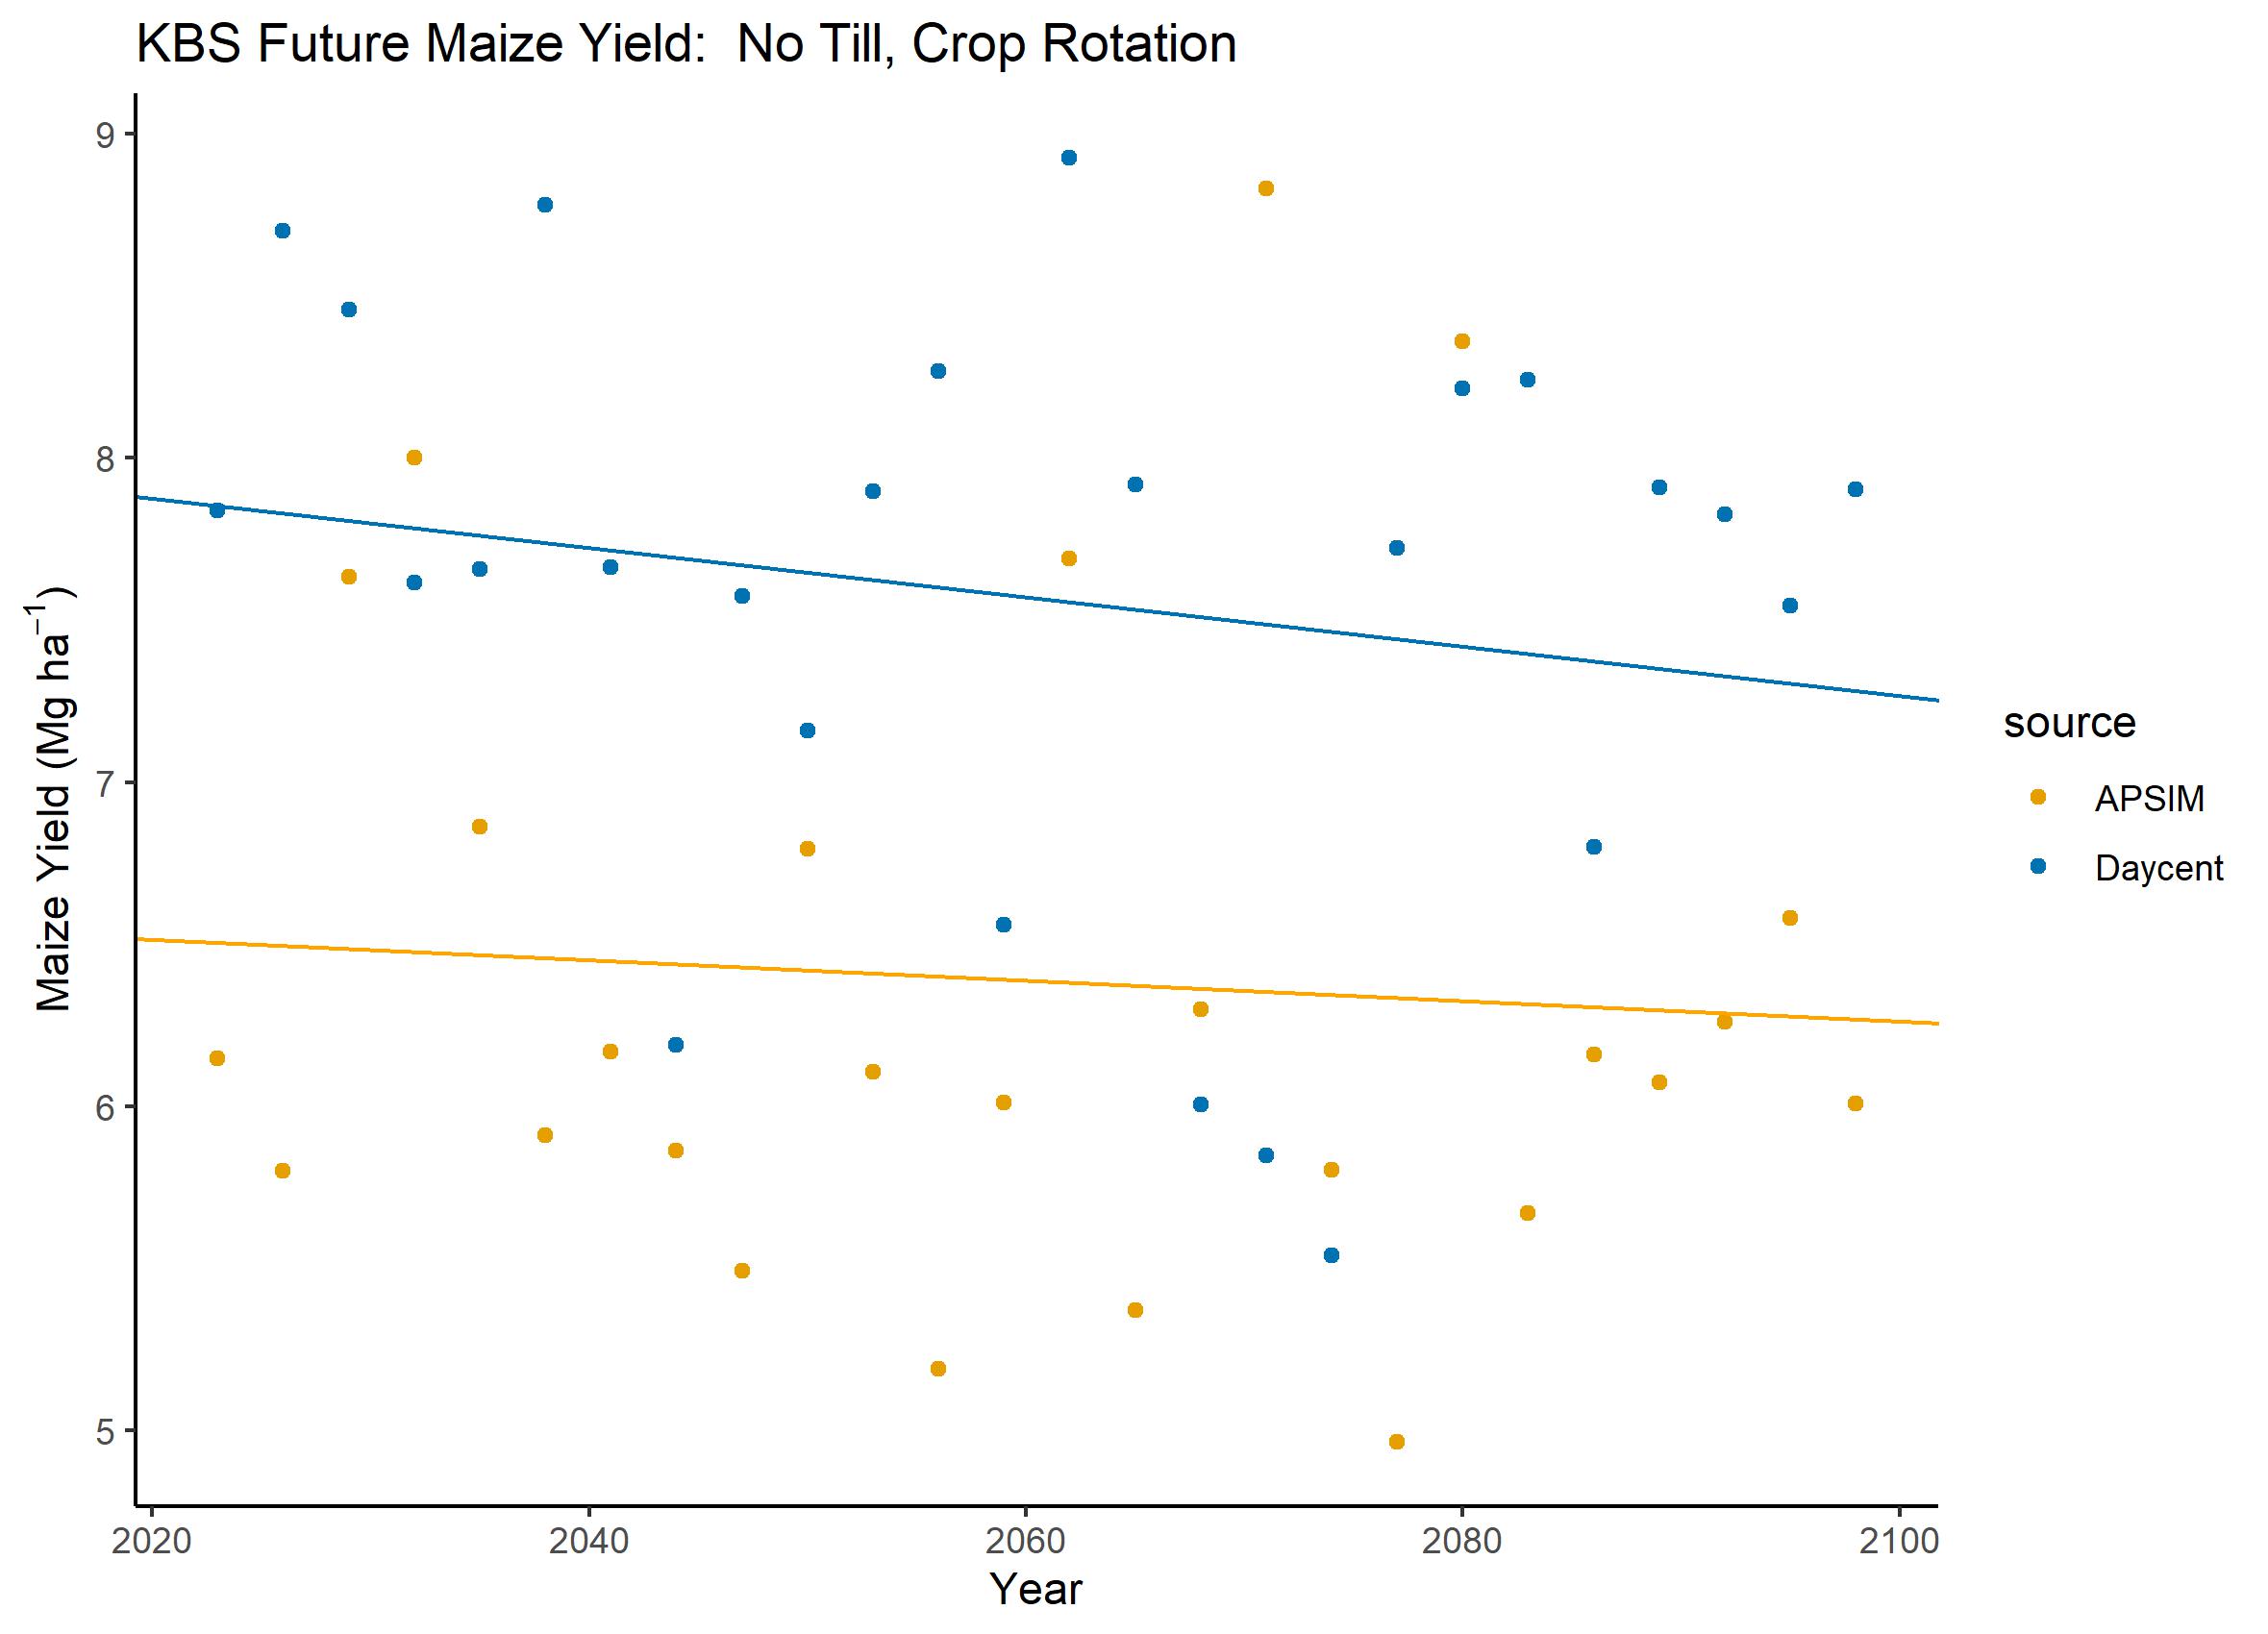 KBS Future Maize Yield:  No Till, Crop Rotation
Maize Yield (Mg ha⁻¹)
9
8
7
6
5
2020 2040 2060 2080 2100
Year
source
APSIM
Daycent